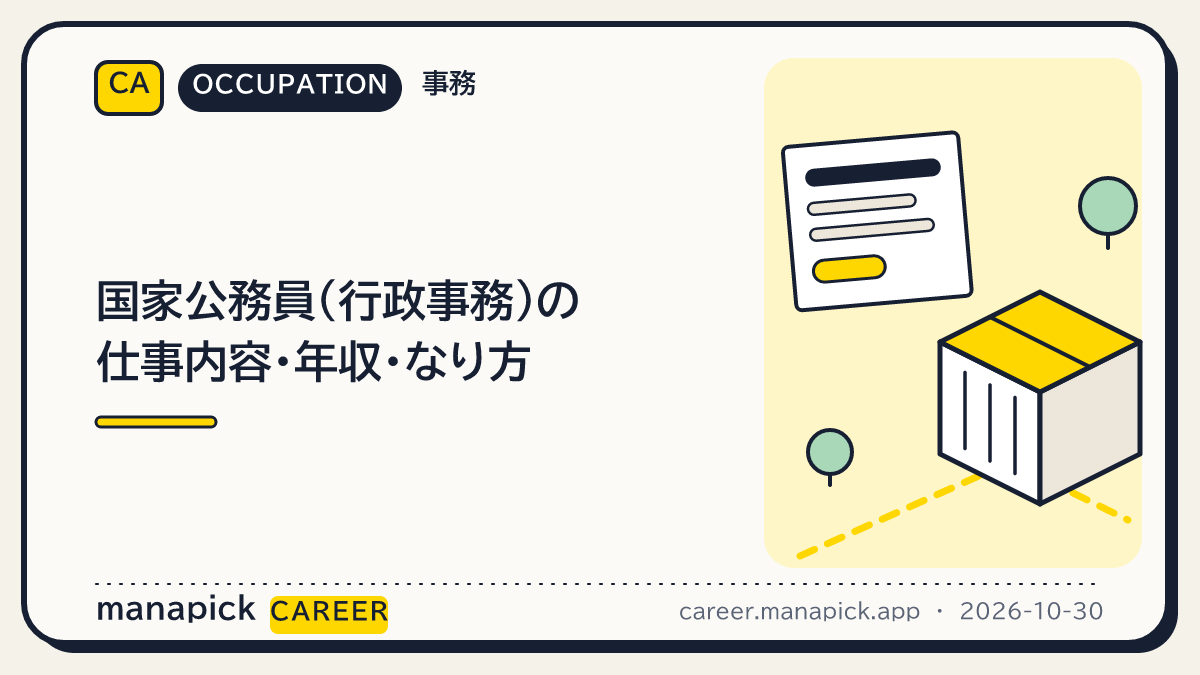 CA OCCUPATION 事務
国家公務員(行政事務)の
仕事内容・年収・なり方
manapick CAREER
career.manapick.app ・ 2026-10-30